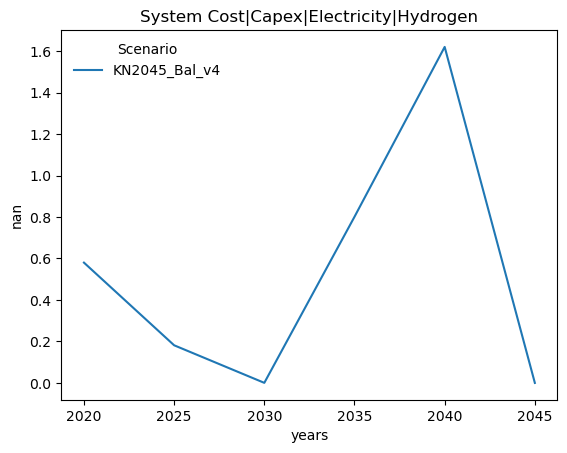 System Cost|Capex|Electricity|Hydrogen
Scenario
KN2045_Bal_v4
1.6
1.4
1.2
1.0
0.8
0.6
0.4
0.2
0.0
nan
2020 2025 2030 2035 2040 2045
years